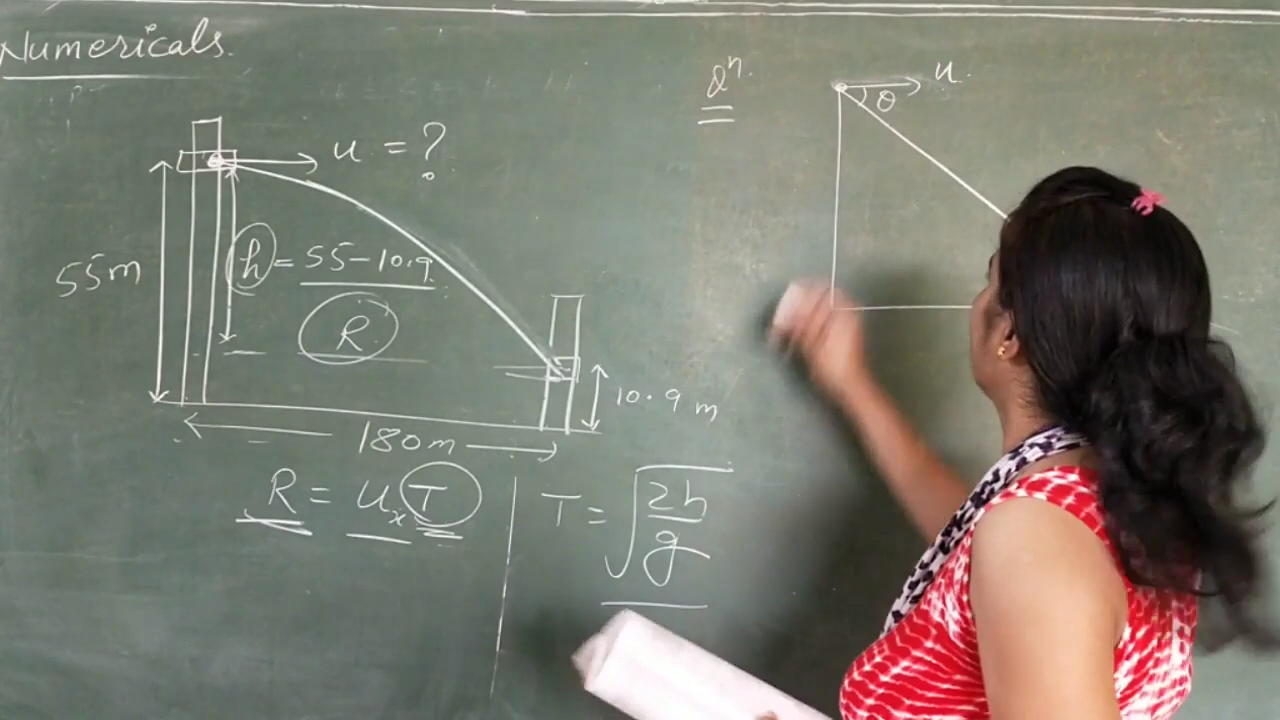 Numericals.
u = ?
55m
h = 55-10.9
R
10.9 m
180m
R = uₓT
T = √(2h/g)
Qⁿ.
u.
θ